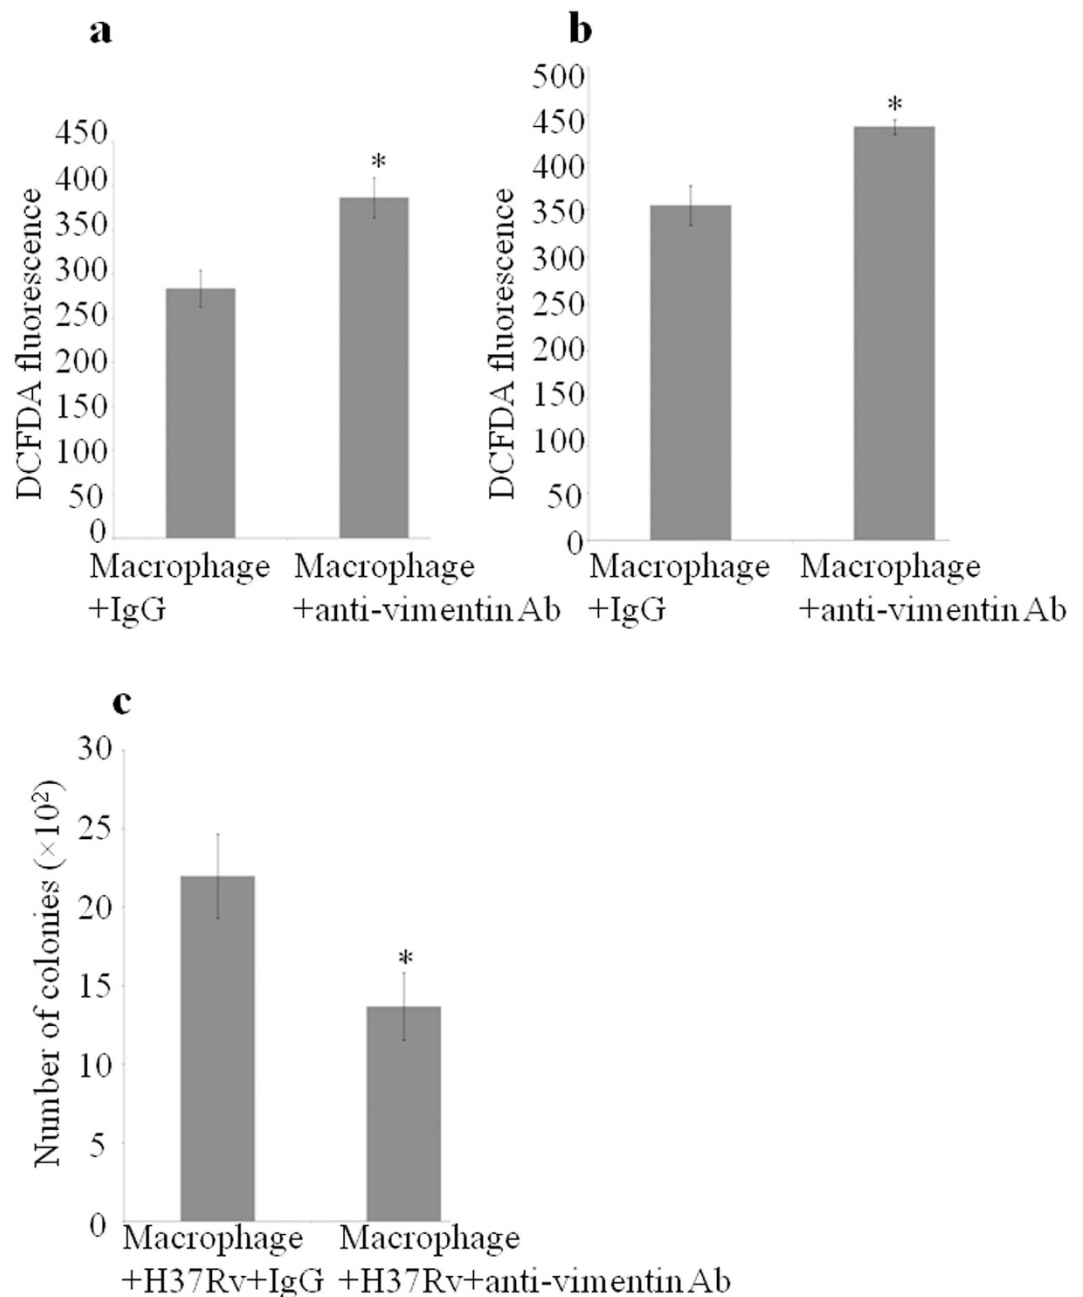 a
DCFDA fluorescence
450
400
350
300
250
200
150
100
50
0
*
Macrophage
+IgG
Macrophage
+anti-vimentin Ab
b
DCFDA fluorescence
500
450
400
350
300
250
200
150
100
50
0
*
Macrophage
+IgG
Macrophage
+anti-vimentin Ab
c
Number of colonies (×10²)
30
25
20
15
10
5
0
*
Macrophage
+H37Rv+IgG
Macrophage
+H37Rv+anti-vimentin Ab